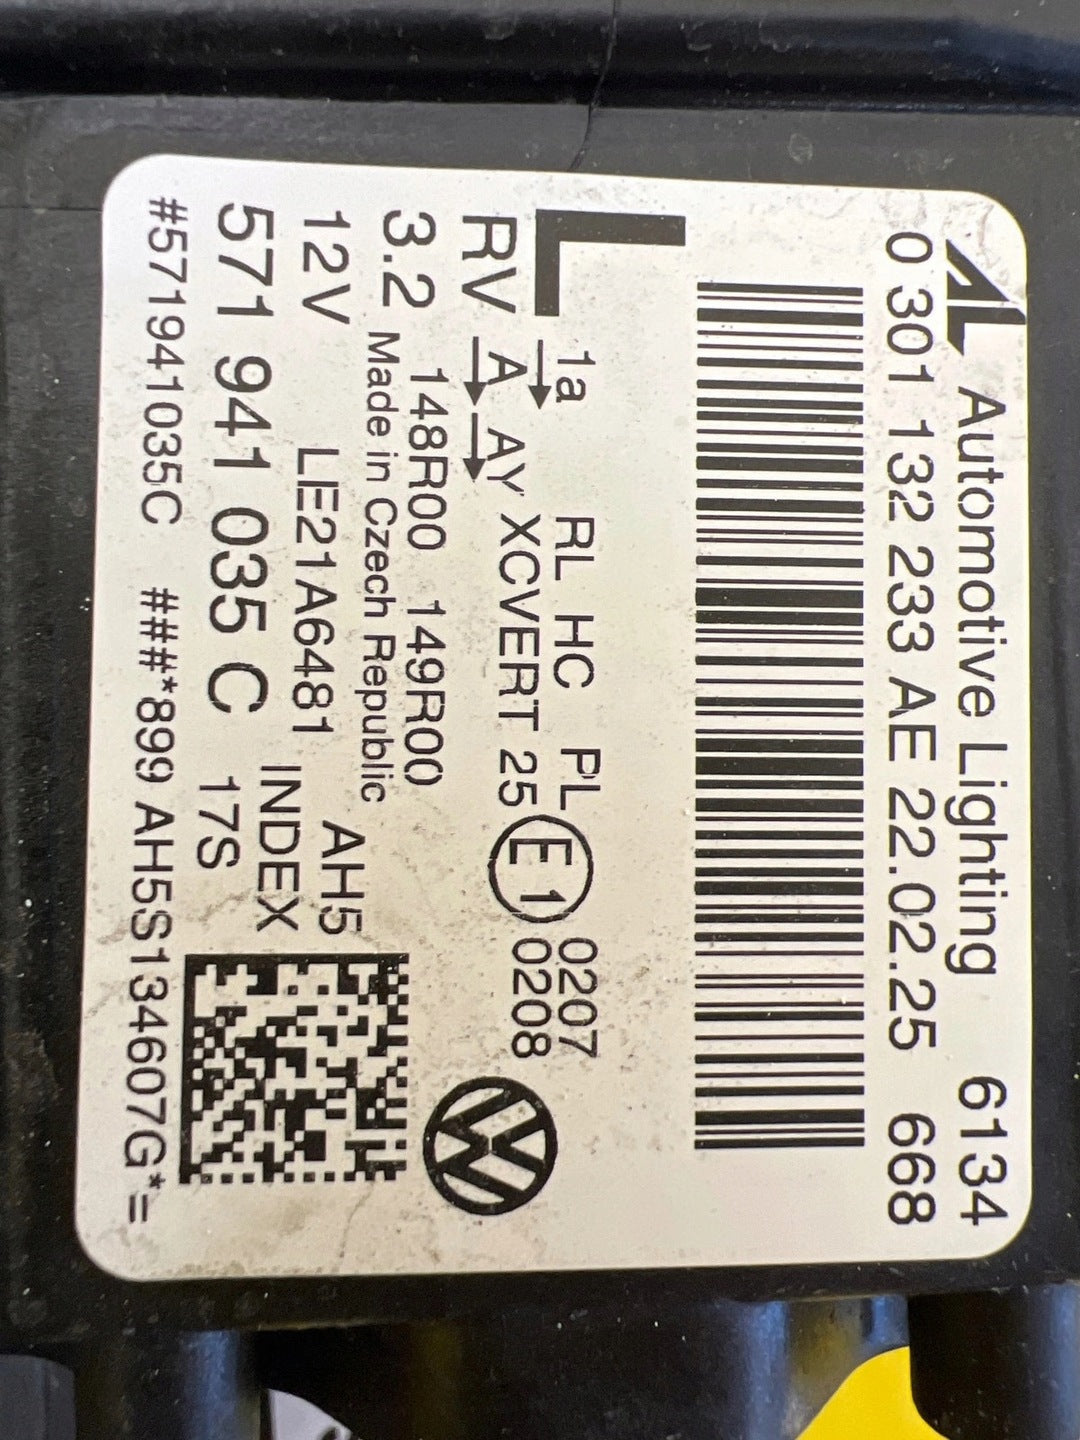 AL Automotive Lighting 6134
0 301 132 233 AE 22.02.25 668
L 1a RL HC PL E1 0207
RV A AY XCVERT 25 0208
3.2 148R00 149R00
Made in Czech Republic
12V LE21A6481 AH5
571 941 035 C INDEX
17S
#571941035C ###*899 AH5S134607G*=